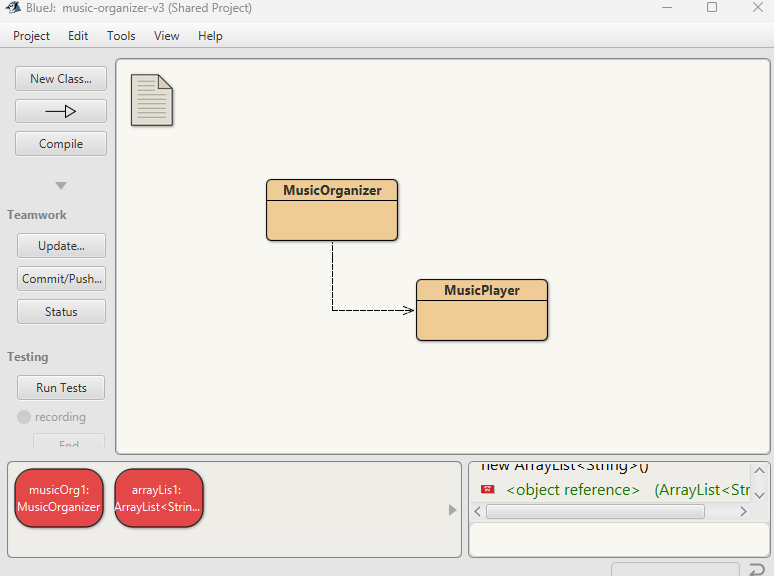 BlueJ: music-organizer-v3 (Shared Project)
Project Edit Tools View Help
New Class...
Compile
Teamwork
Update...
Commit/Push...
Status
Testing
Run Tests
recording
End
MusicOrganizer
MusicPlayer
musicOrg1:
MusicOrganizer
arrayLis1:
ArrayList<Strin...
new ArrayList<String>()
<object reference> (ArrayList<Str